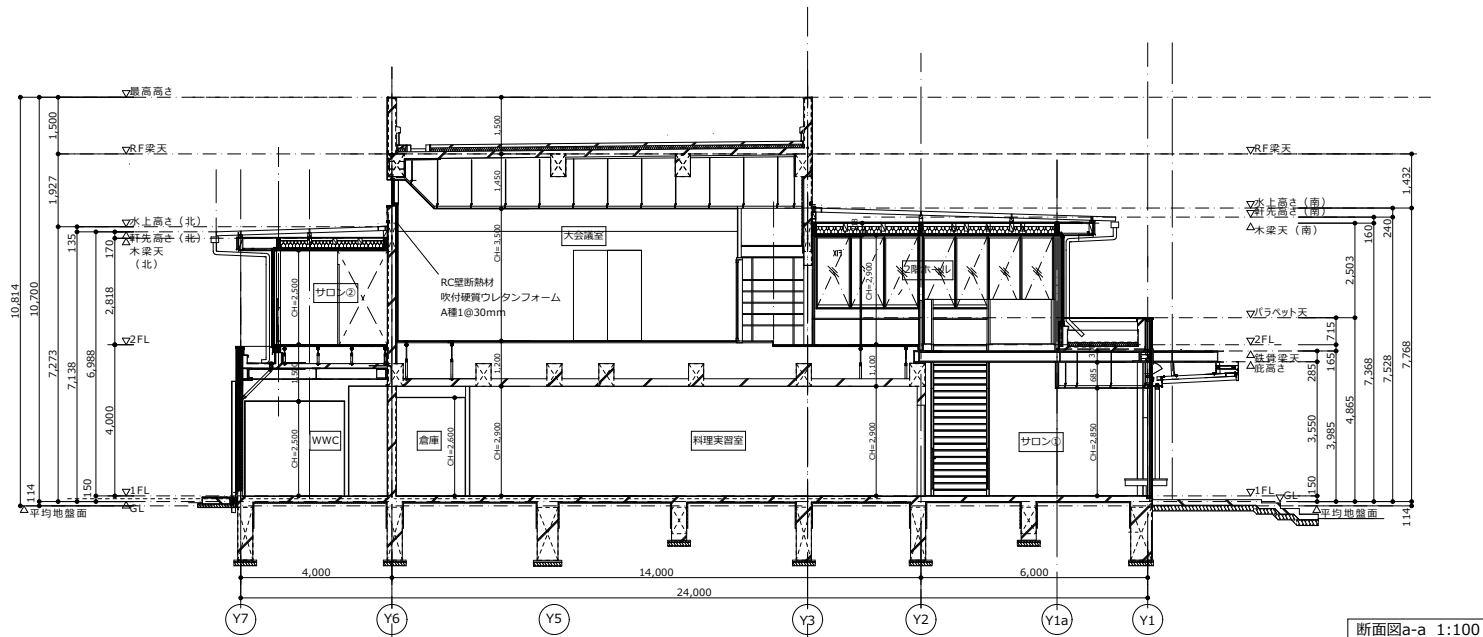 最高高さ
RF梁天
水上高さ（北）
軒先高さ（北）
木梁天
（北）
2FL
1FL
GL
平均地盤面
1,500
1,927
135
170
2,818
4,000
150
10,814
10,700
7,273
7,138
6,988
114
1,500
1,450
大会議室
CH=3,500
RC壁断熱材
吹付硬質ウレタンフォーム
A種1@30mm
サロン②
CH=2,500
FIX
2階ホール
CH=2,900
1,200
1,100
685
WWC
CH=2,500
倉庫
CH=2,600
CH=2,900
料理実習室
CH=2,900
サロン①
CH=2,850
RF梁天
水上高さ（南）
軒先高さ（南）
木梁天（南）
パラペット天
2FL
鉄骨梁天
庇高さ
1FL
GL
平均地盤面
1,432
240
160
2,503
715
165
285
3,550
3,985
4,865
7,368
7,528
7,768
150
114
4,000
14,000
6,000
24,000
Y7
Y6
Y5
Y3
Y2
Y1a
Y1
断面図a-a 1:100